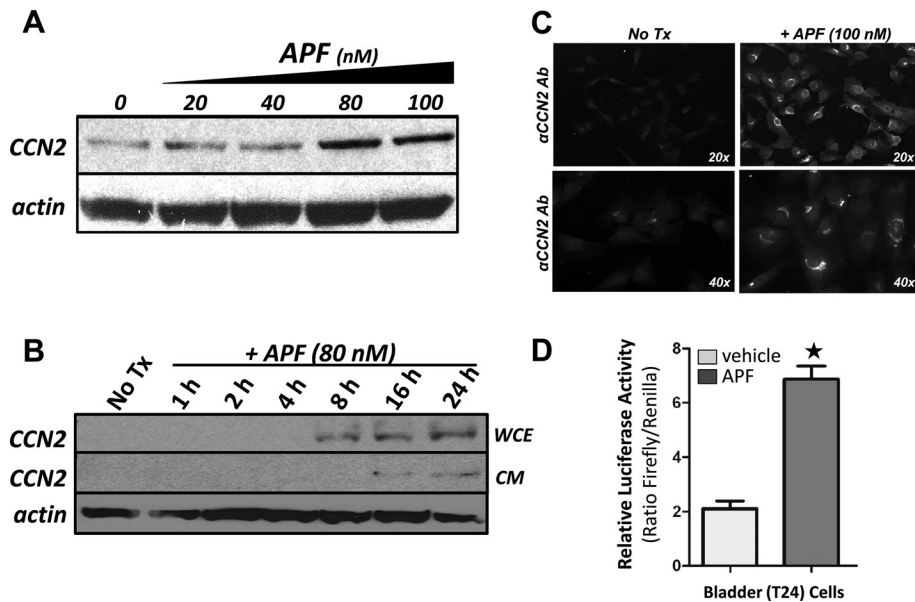 A
APF (nM)
0 20 40 80 100
CCN2
actin
B
+ APF (80 nM)
No Tx 1 h 2 h 4 h 8 h 16 h 24 h
CCN2 WCE
CCN2 CM
actin
C
No Tx + APF (100 nM)
αCCN2 Ab 20x 20x
αCCN2 Ab 40x 40x
D
vehicle
APF
★
Relative Luciferase Activity
(Ratio Firefly/Renilla)
8
6
4
2
0
Bladder (T24) Cells